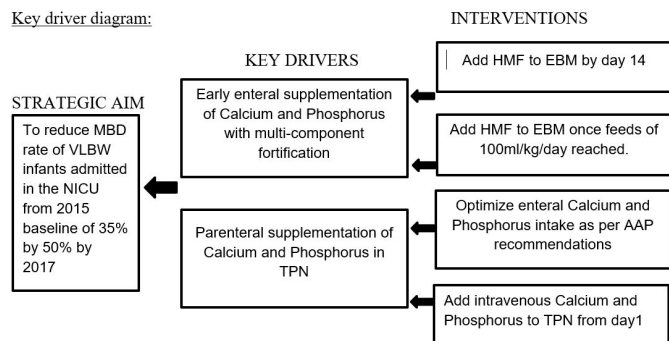 Key driver diagram:
INTERVENTIONS
Add HMF to EBM by day 14
KEY DRIVERS
Early enteral supplementation
of Calcium and Phosphorus
with multi-component
fortification
STRATEGIC AIM
To reduce MBD
rate of VLBW
infants admitted
in the NICU
from 2015
baseline of 35%
by 50% by
2017
Add HMF to EBM once feeds of
100ml/kg/day reached.
Parenteral supplementation of
Calcium and Phosphorus in
TPN
Optimize enteral Calcium and
Phosphorus intake as per AAP
recommendations
Add intravenous Calcium and
Phosphorus to TPN from day1